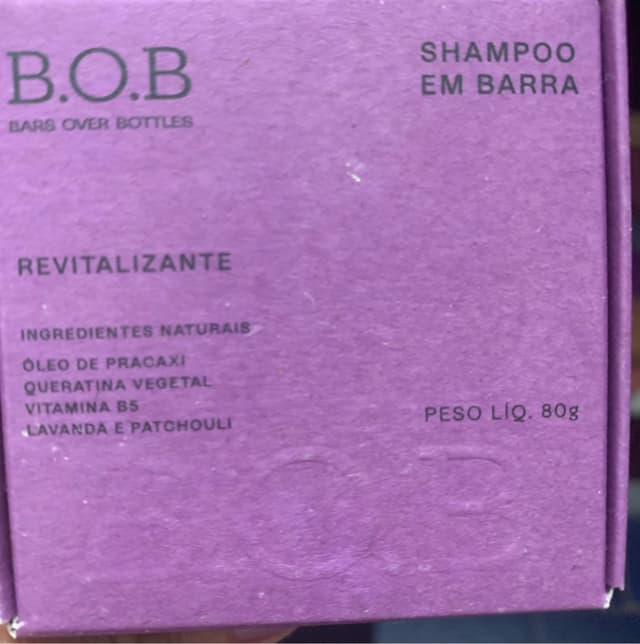 B.O.B
BARS OVER BOTTLES
SHAMPOO
EM BARRA
REVITALIZANTE
INGREDIENTES NATURAIS
ÓLEO DE PRACAXI
QUERATINA VEGETAL
VITAMINA B5
LAVANDA E PATCHOULI
PESO LÍQ. 80g
B.O.B